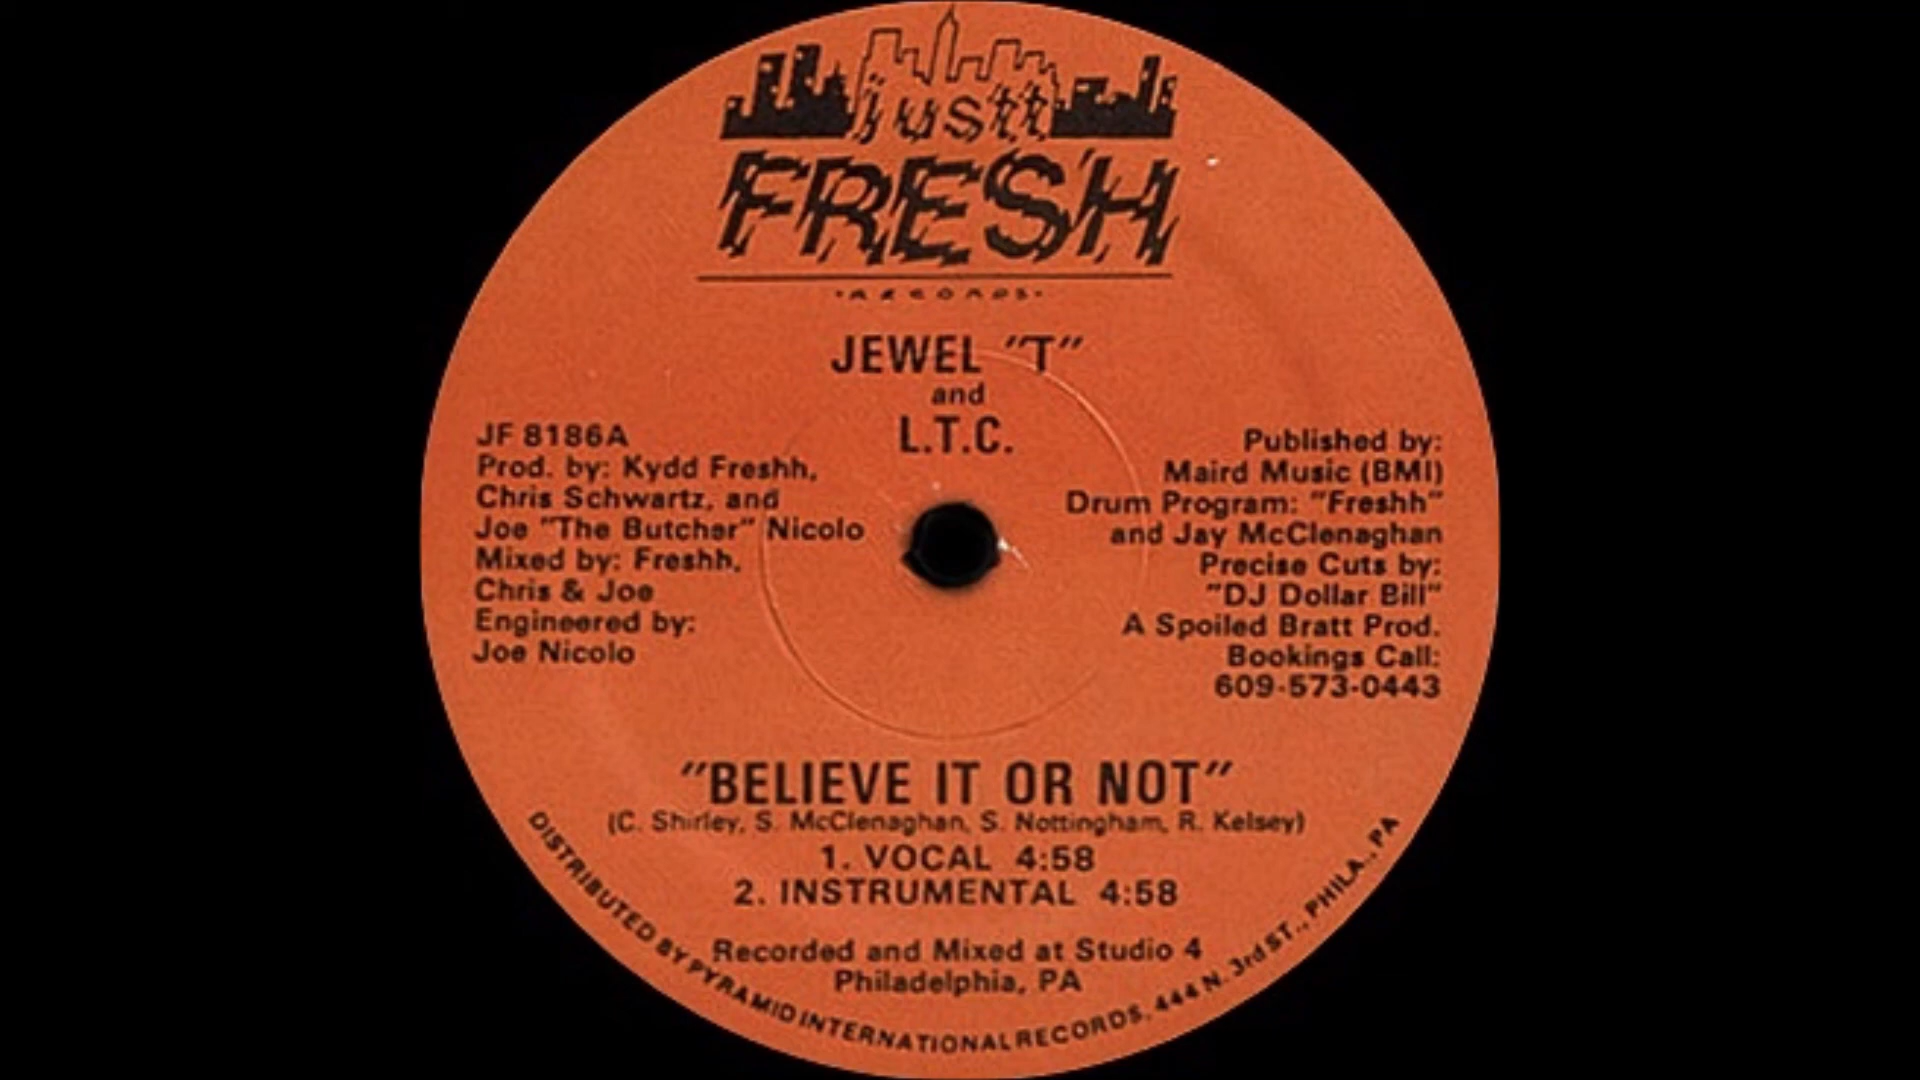 justt
FRESH
·RECORDS·
JEWEL "T"
and
L.T.C.
JF 8186A
Prod. by: Kydd Freshh,
Chris Schwartz, and
Joe "The Butcher" Nicolo
Mixed by: Freshh,
Chris & Joe
Engineered by:
Joe Nicolo
Published by:
Maird Music (BMI)
Drum Program: "Freshh"
and Jay McClenaghan
Precise Cuts by:
"DJ Dollar Bill"
A Spoiled Bratt Prod.
Bookings Call:
609-573-0443
"BELIEVE IT OR NOT"
(C. Shirley, S. McClenaghan, S. Nottingham, R. Kelsey)
1. VOCAL 4:58
2. INSTRUMENTAL 4:58
Recorded and Mixed at Studio 4
Philadelphia, PA
DISTRIBUTED BY PYRAMID INTERNATIONAL RECORDS, 444 N. 3rd ST., PHILA., PA